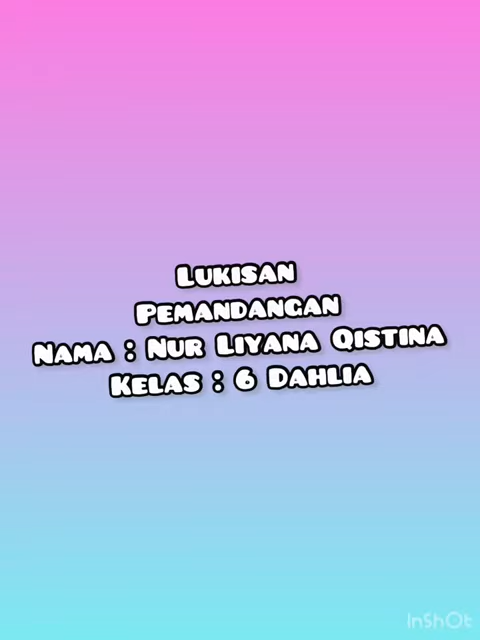 Lukisan
Pemandangan
Nama : Nur Liyana Qistina
Kelas : 6 Dahlia
InShOt